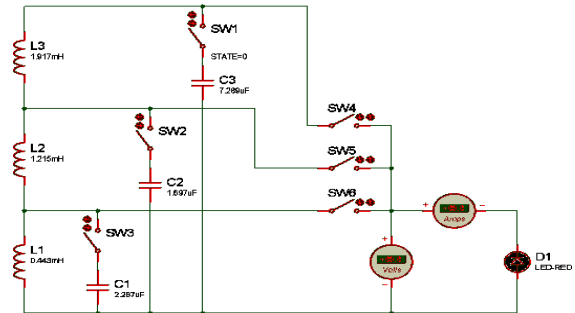 SW1
STATE=0
L3
1.917mH
C3
7.269uF
SW4
L2
1.215mH
SW2
SW5
C2
1.697uF
SW6
Amps
L1
0.443mH
SW3
Volts
D1
LED-RED
C1
2.287uF